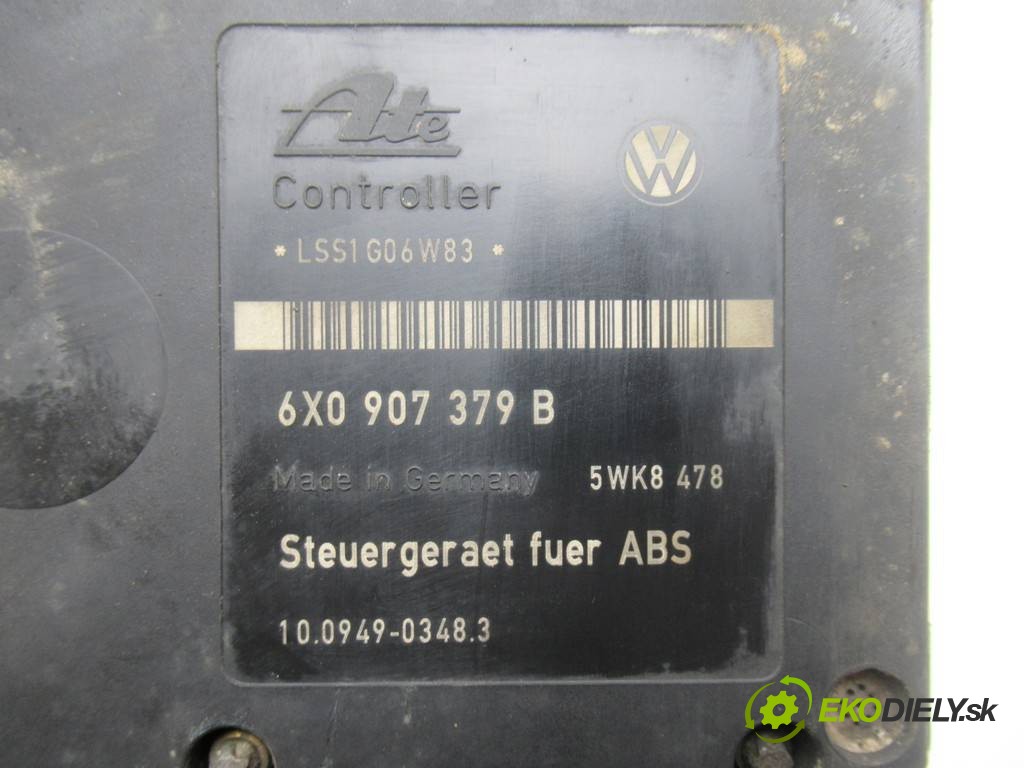 Ate
VW
Controller
* LSS1G06W83 *
6X0 907 379 B
Made in Germany 5WK8 478
Steuergeraet fuer ABS
10.0949-0348.3
EKODIELY.sk